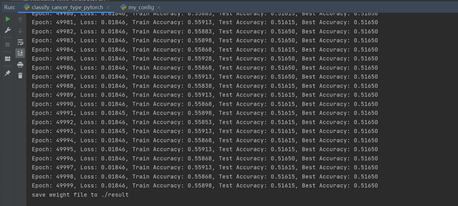 Run: classify_cancer_type_pytorch × my_config ×
Epoch: 49980, Loss: 0.01846, Train Accuracy: 0.55883, Test Accuracy: 0.51615, Best Accuracy: 0.51650
Epoch: 49981, Loss: 0.01845, Train Accuracy: 0.55913, Test Accuracy: 0.51615, Best Accuracy: 0.51650
Epoch: 49982, Loss: 0.01846, Train Accuracy: 0.55883, Test Accuracy: 0.51650, Best Accuracy: 0.51650
Epoch: 49983, Loss: 0.01846, Train Accuracy: 0.55898, Test Accuracy: 0.51615, Best Accuracy: 0.51650
Epoch: 49984, Loss: 0.01846, Train Accuracy: 0.55868, Test Accuracy: 0.51615, Best Accuracy: 0.51650
Epoch: 49985, Loss: 0.01846, Train Accuracy: 0.55928, Test Accuracy: 0.51650, Best Accuracy: 0.51650
Epoch: 49986, Loss: 0.01846, Train Accuracy: 0.55868, Test Accuracy: 0.51650, Best Accuracy: 0.51650
Epoch: 49987, Loss: 0.01846, Train Accuracy: 0.55913, Test Accuracy: 0.51615, Best Accuracy: 0.51650
Epoch: 49988, Loss: 0.01846, Train Accuracy: 0.55838, Test Accuracy: 0.51650, Best Accuracy: 0.51650
Epoch: 49989, Loss: 0.01846, Train Accuracy: 0.55913, Test Accuracy: 0.51650, Best Accuracy: 0.51650
Epoch: 49990, Loss: 0.01846, Train Accuracy: 0.55868, Test Accuracy: 0.51615, Best Accuracy: 0.51650
Epoch: 49991, Loss: 0.01845, Train Accuracy: 0.55898, Test Accuracy: 0.51615, Best Accuracy: 0.51650
Epoch: 49992, Loss: 0.01846, Train Accuracy: 0.55853, Test Accuracy: 0.51650, Best Accuracy: 0.51650
Epoch: 49993, Loss: 0.01845, Train Accuracy: 0.55913, Test Accuracy: 0.51615, Best Accuracy: 0.51650
Epoch: 49994, Loss: 0.01846, Train Accuracy: 0.55868, Test Accuracy: 0.51615, Best Accuracy: 0.51650
Epoch: 49995, Loss: 0.01846, Train Accuracy: 0.55913, Test Accuracy: 0.51615, Best Accuracy: 0.51650
Epoch: 49996, Loss: 0.01846, Train Accuracy: 0.55868, Test Accuracy: 0.51650, Best Accuracy: 0.51650
Epoch: 49997, Loss: 0.01846, Train Accuracy: 0.55913, Test Accuracy: 0.51650, Best Accuracy: 0.51650
Epoch: 49998, Loss: 0.01846, Train Accuracy: 0.55868, Test Accuracy: 0.51615, Best Accuracy: 0.51650
Epoch: 49999, Loss: 0.01846, Train Accuracy: 0.55898, Test Accuracy: 0.51615, Best Accuracy: 0.51650
save weight file to ./result